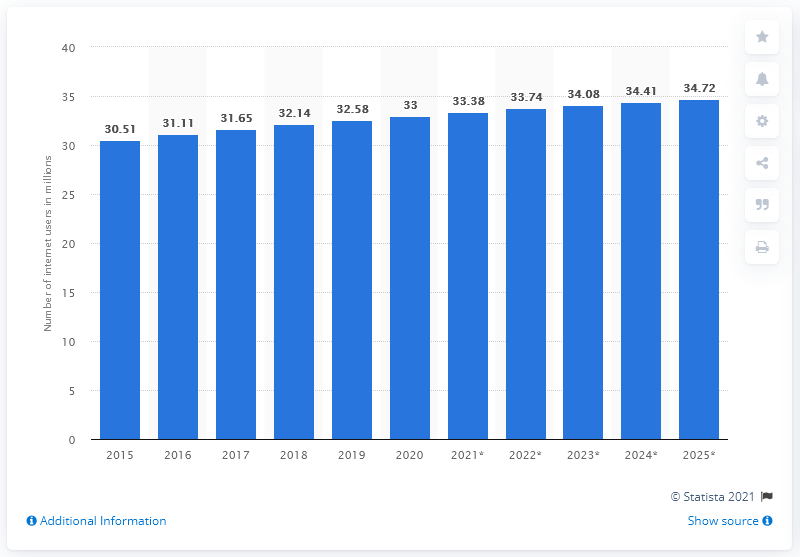 Number of internet users in millions
40
35
30
25
20
15
10
5
0
30.51 31.11 31.65 32.14 32.58 33 33.38 33.74 34.08 34.41 34.72
2015 2016 2017 2018 2019 2020 2021* 2022* 2023* 2024* 2025*
© Statista 2021
Additional Information Show source